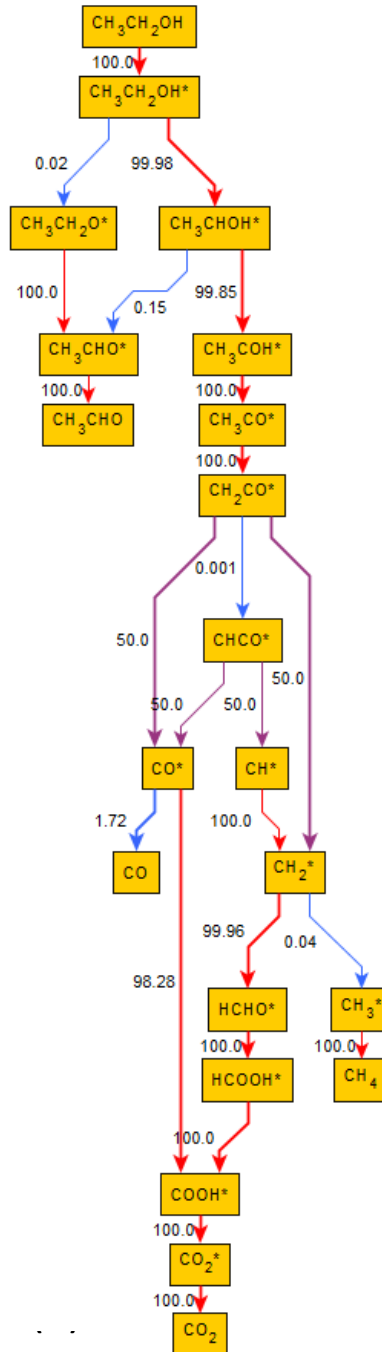 CH₃CH₂OH
100.0
CH₃CH₂OH*
0.02 99.98
CH₃CH₂O* CH₃CHOH*
100.0 0.15 99.85
CH₃CHO* CH₃COH*
100.0 100.0
CH₃CHO CH₃CO*
100.0
CH₂CO*
0.001
CHCO*
50.0 50.0
50.0 50.0
CO* CH*
1.72 100.0
CO CH₂*
99.96 0.04
98.28
HCHO* CH₃*
100.0 100.0
HCOOH* CH₄
100.0
COOH*
100.0
CO₂*
100.0
CO₂